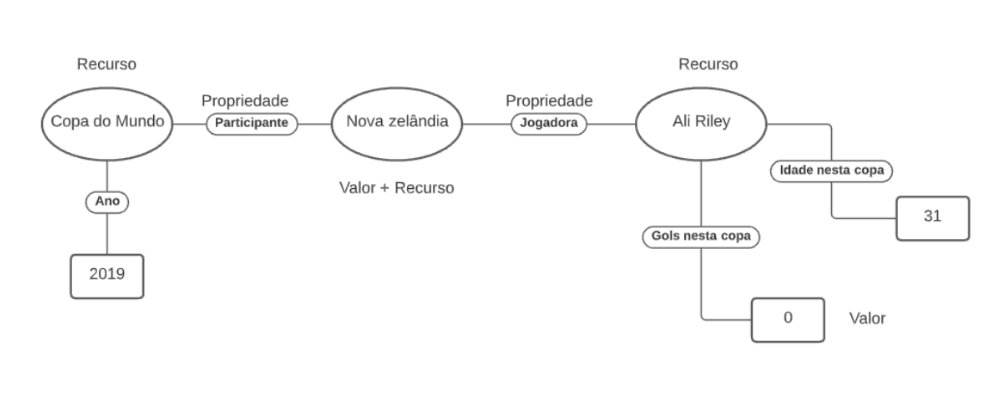 Recurso
Recurso
Propriedade
Propriedade
Copa do Mundo
Participante
Nova zelândia
Jogadora
Ali Riley
Idade nesta copa
Valor + Recurso
Ano
31
Gols nesta copa
2019
0
Valor